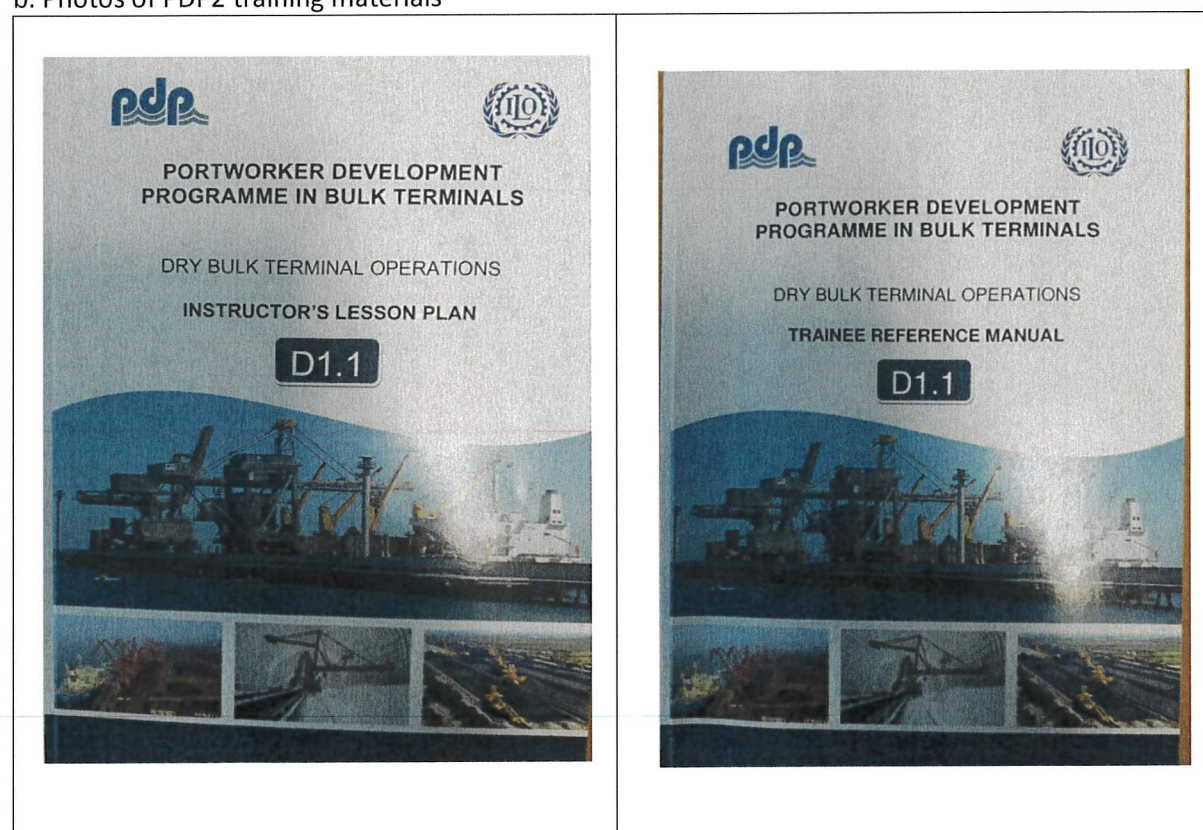 b. Photos of PDP2 training materials
pdp
ILO
PORTWORKER DEVELOPMENT
PROGRAMME IN BULK TERMINALS
DRY BULK TERMINAL OPERATIONS
INSTRUCTOR'S LESSON PLAN
D1.1
pdp
ILO
PORTWORKER DEVELOPMENT
PROGRAMME IN BULK TERMINALS
DRY BULK TERMINAL OPERATIONS
TRAINEE REFERENCE MANUAL
D1.1